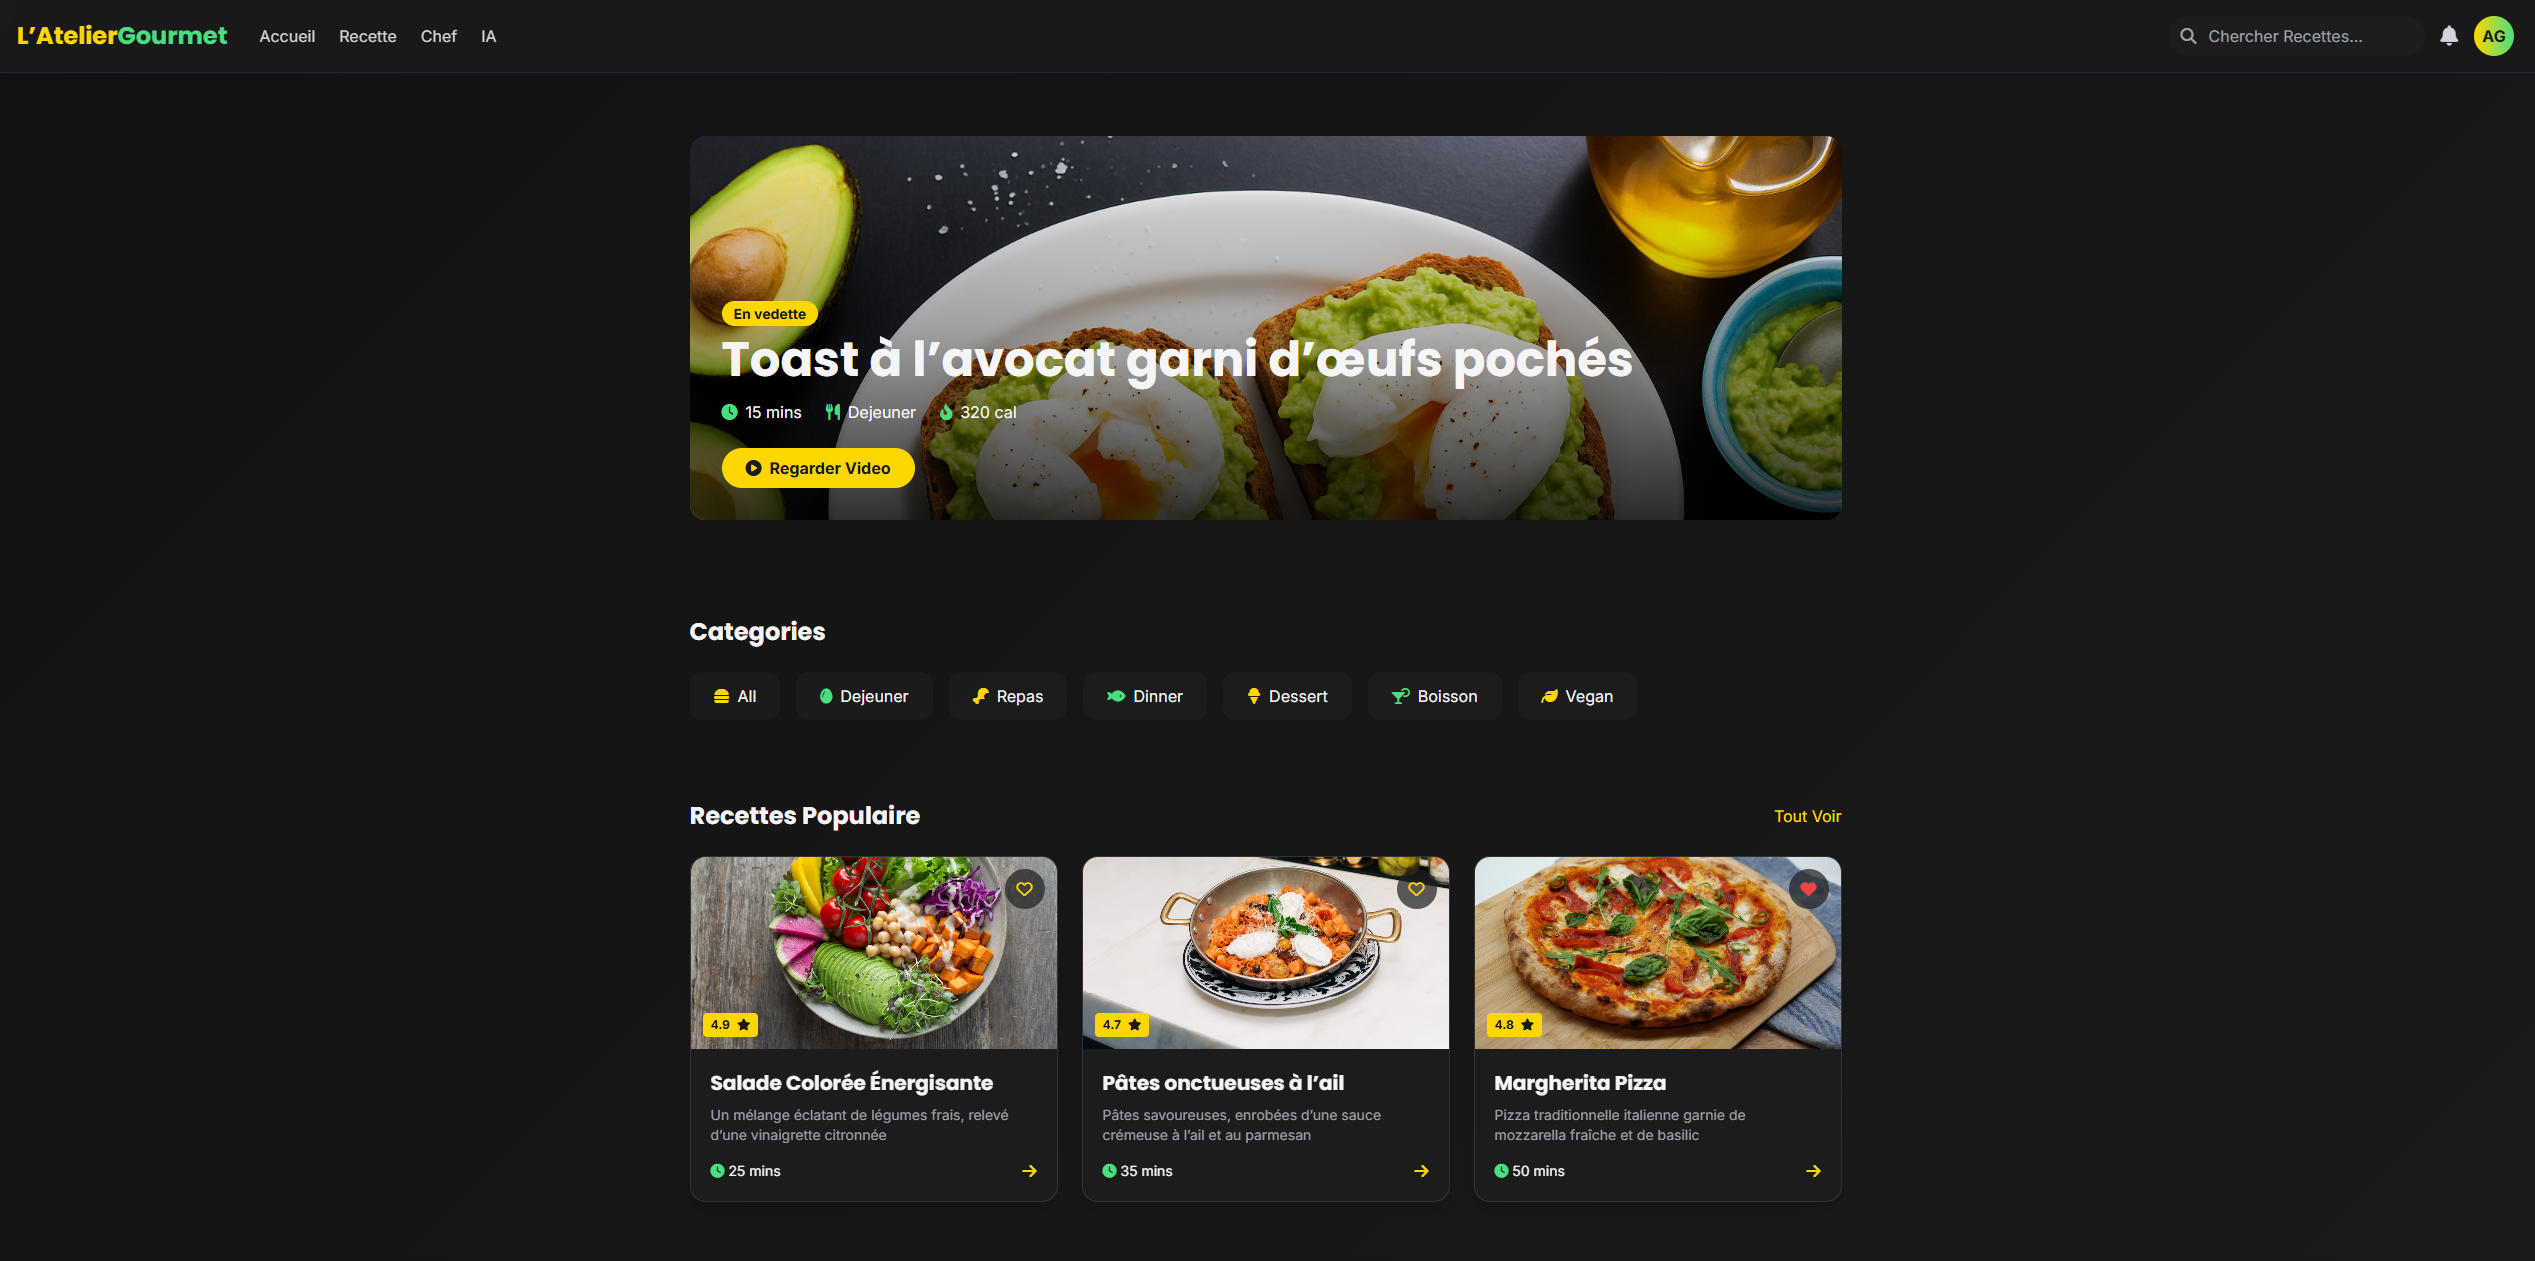 L’AtelierGourmet Accueil Recette Chef IA Chercher Recettes... AG
En vedette
Toast à l’avocat garni d’œufs pochés
15 mins Dejeuner 320 cal
Regarder Video
Categories
All Dejeuner Repas Dinner Dessert Boisson Vegan
Recettes Populaire Tout Voir
4.9
Salade Colorée Énergisante
Un mélange éclatant de légumes frais, relevé
d’une vinaigrette citronnée
25 mins
4.7
Pâtes onctueuses à l’ail
Pâtes savoureuses, enrobées d’une sauce
crémeuse à l’ail et au parmesan
35 mins
4.8
Margherita Pizza
Pizza traditionnelle italienne garnie de
mozzarella fraîche et de basilic
50 mins